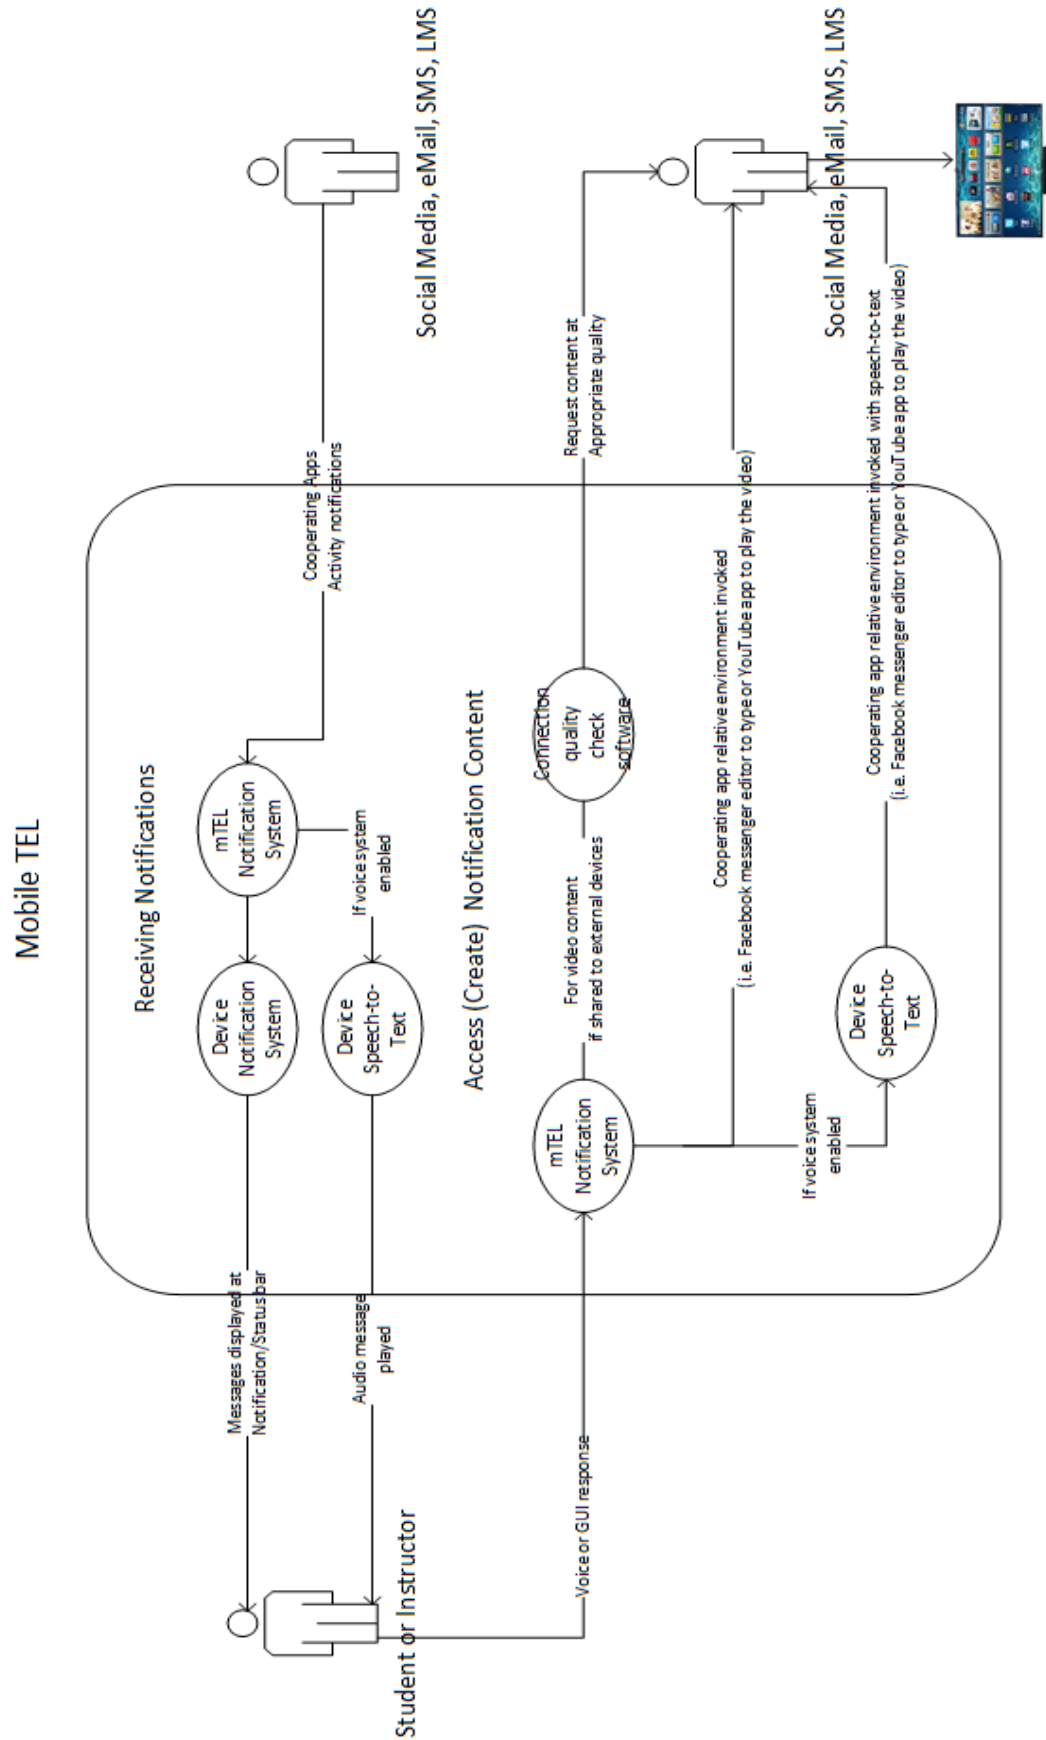 Mobile TEL
Receiving Notifications
Messages displayed at
Notification/Status bar
Device
Notification
System
mTEL
Notification
System
Cooperating Apps
Activity notifications
Social Media, eMail, SMS, LMS
Audio message
played
Device
Speech-to-
Text
If voice system
enabled
Student or Instructor
Access (Create) Notification Content
Voice or GUI response
mTEL
Notification
System
For video content
if shared to external devices
Connection
quality
check
software
Request content at
Appropriate quality
Cooperating app relative environment invoked
(i.e. Facebook messenger editor to type or YouTube app to play the video)
Social Media, eMail, SMS, LMS
If voice system
enabled
Device
Speech-to-
Text
Cooperating app relative environment invoked with speech-to-text
(i.e. Facebook messenger editor to type or YouTube app to play the video)